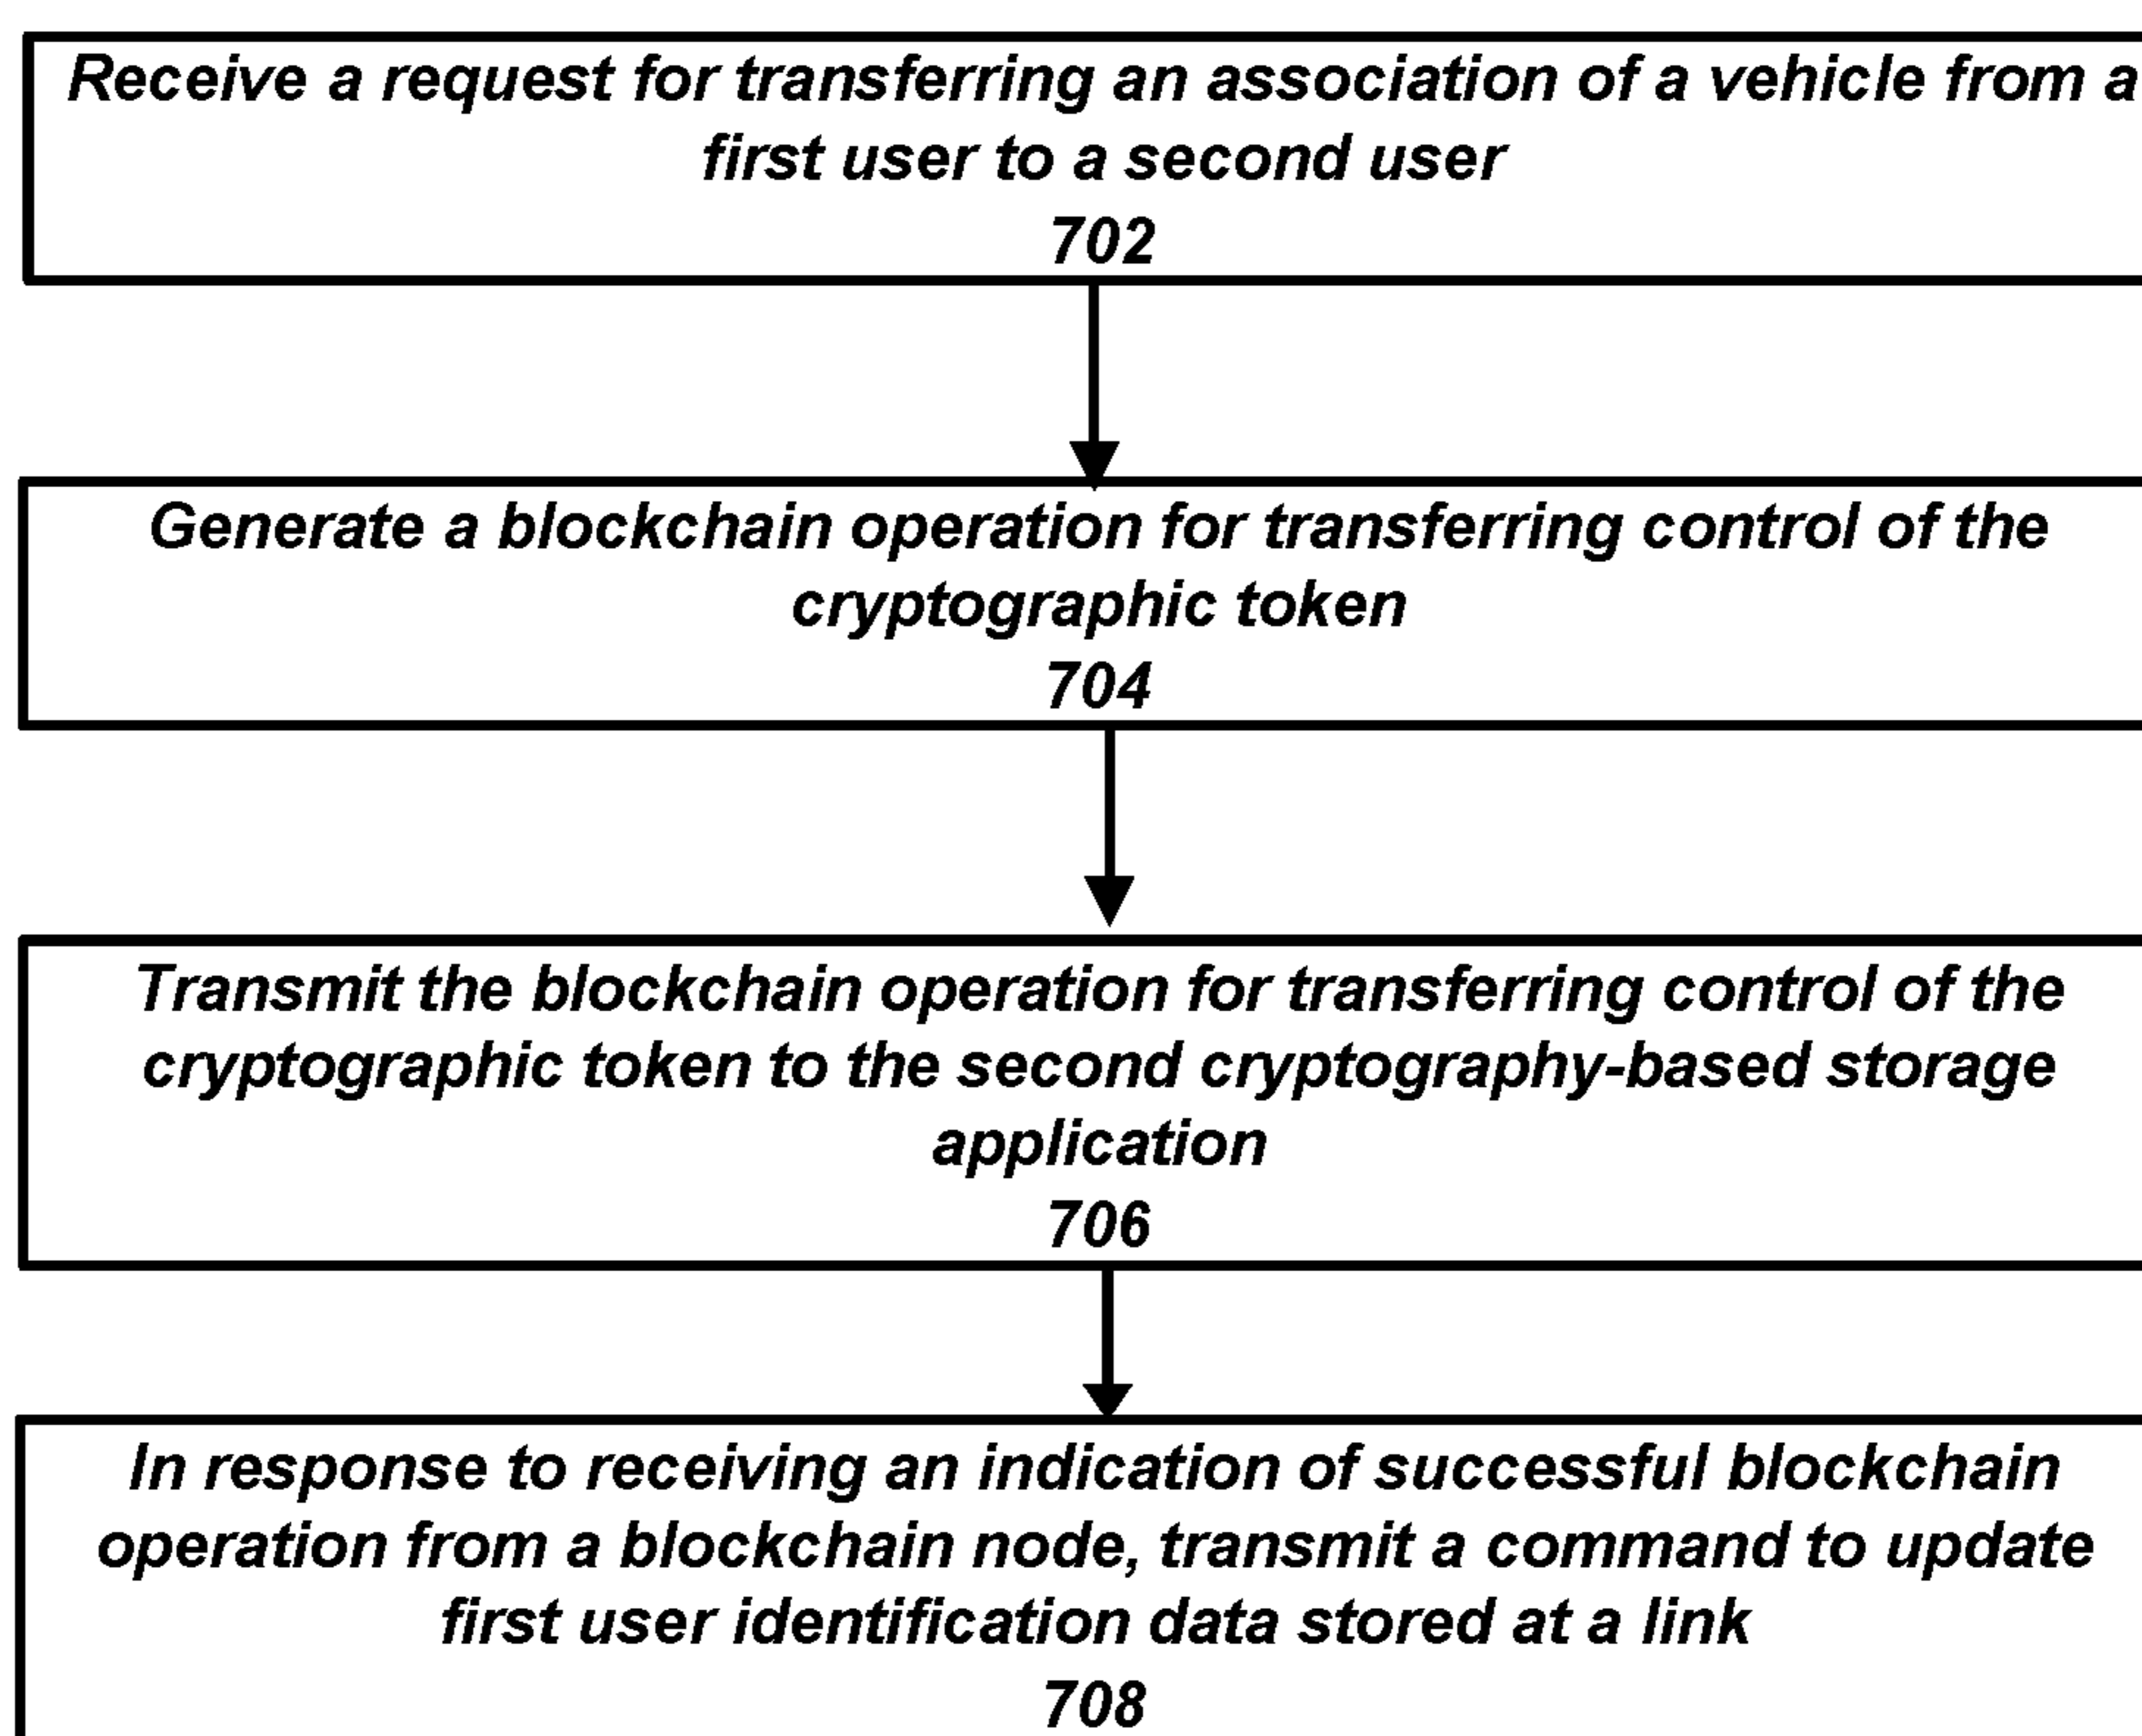 Receive a request for transferring an association of a vehicle from a
first user to a second user
702
Generate a blockchain operation for transferring control of the
cryptographic token
704
Transmit the blockchain operation for transferring control of the
cryptographic token to the second cryptography-based storage
application
706
In response to receiving an indication of successful blockchain
operation from a blockchain node, transmit a command to update
first user identification data stored at a link
708